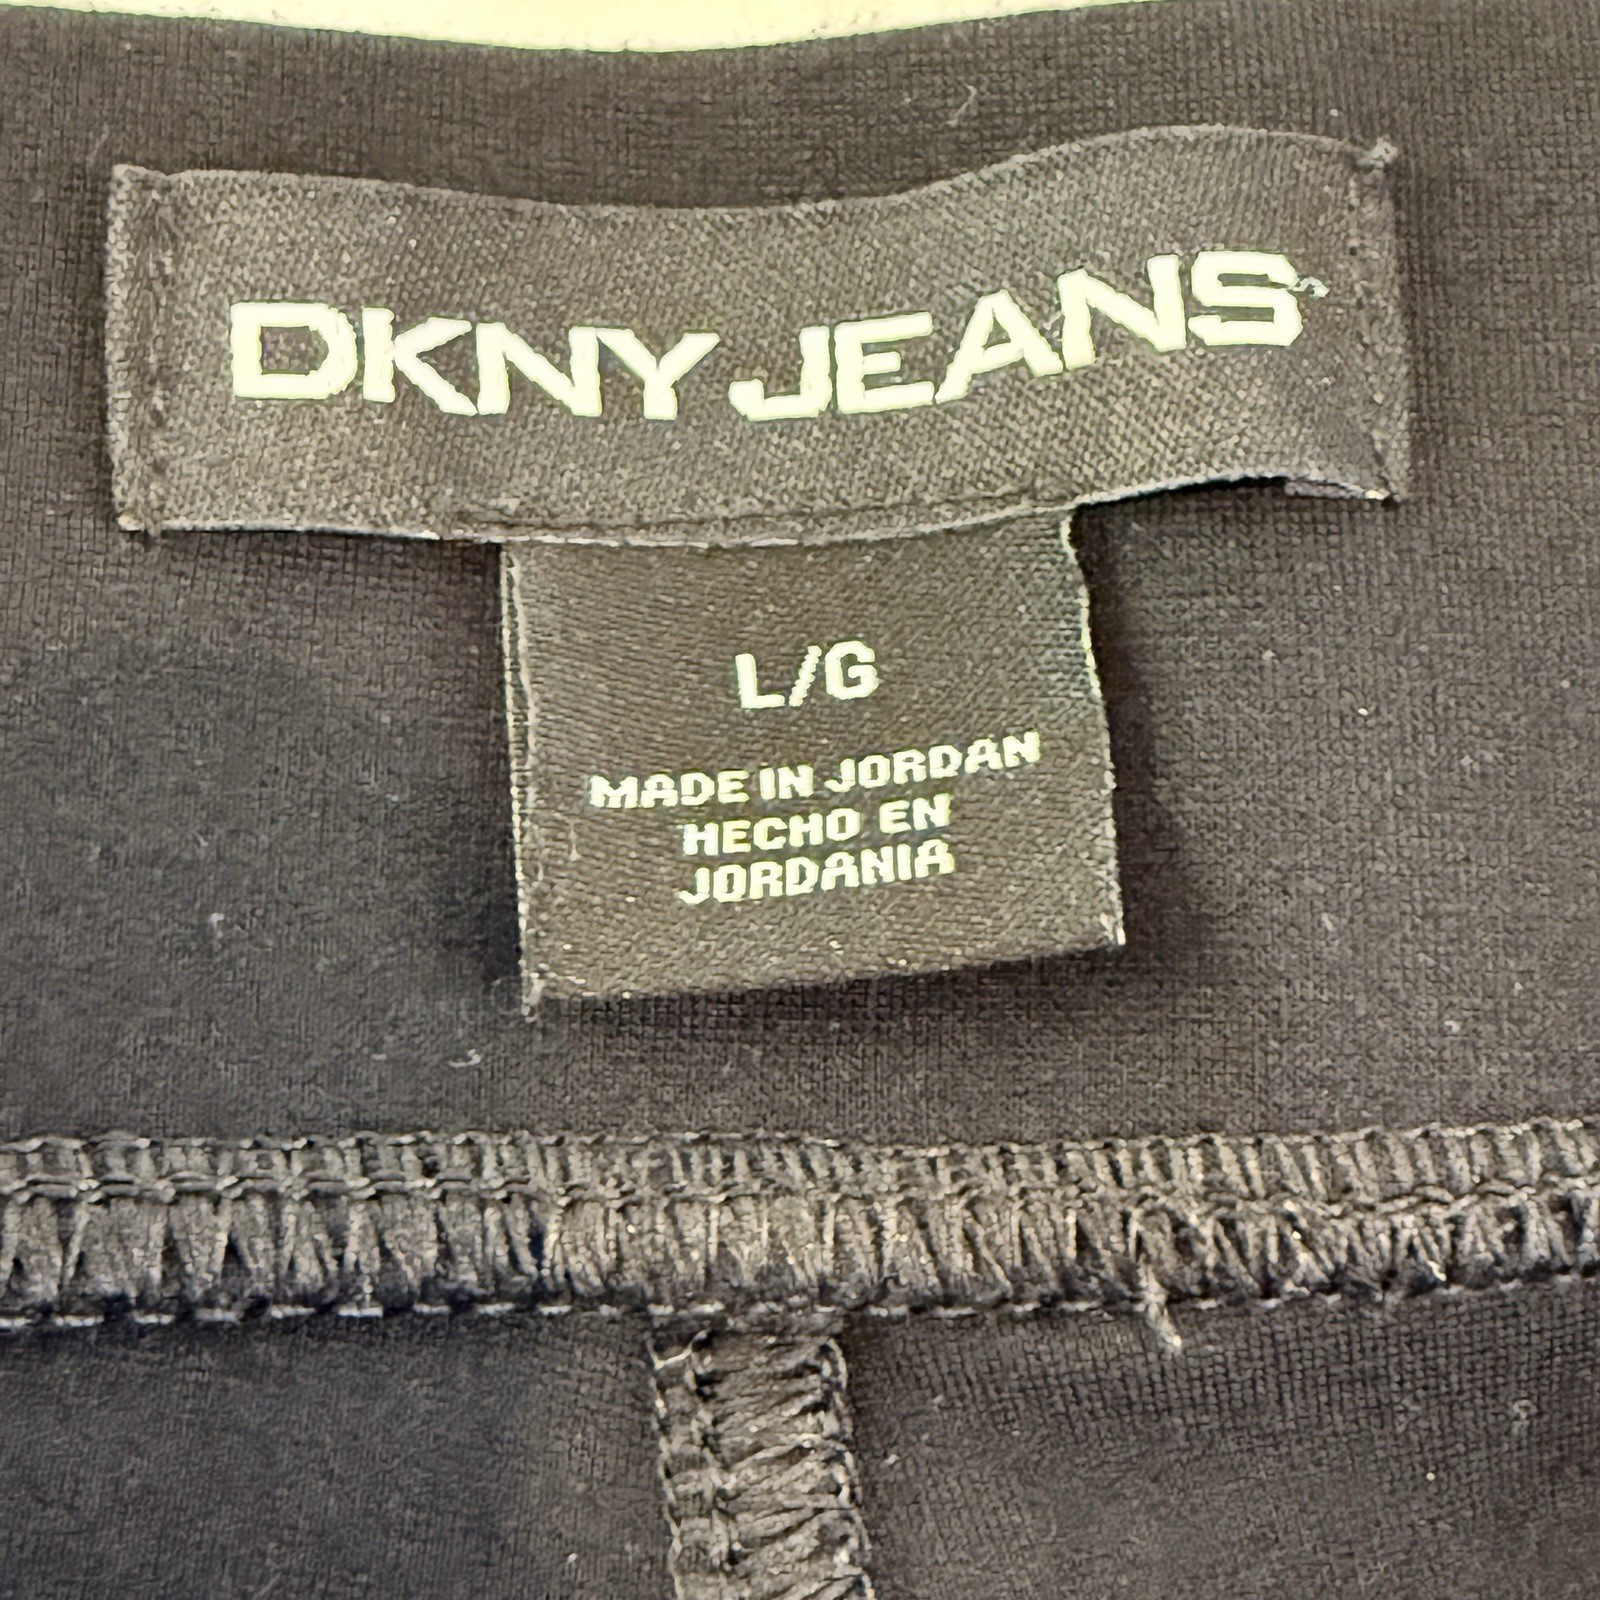 DKNY JEANS
L/G
MADE IN JORDAN
HECHO EN
JORDANIA